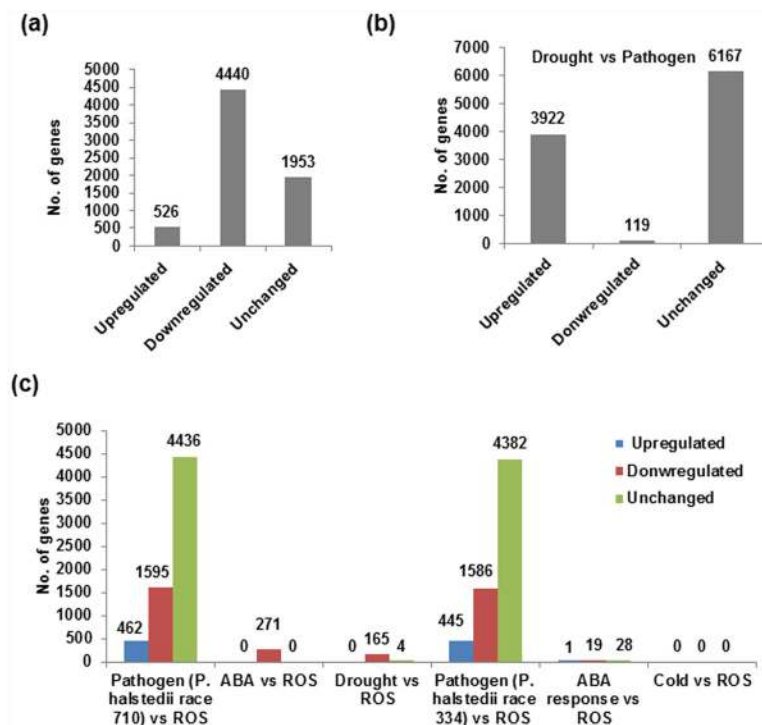 (a)
No. of genes
5000
4500
4000
3500
3000
2500
2000
1500
1000
500
0
526
4440
1953
Upregulated
Downregulated
Unchanged
(b)
Drought vs Pathogen
No. of genes
7000
6000
5000
4000
3000
2000
1000
0
3922
119
6167
Upregulated
Donwregulated
Unchanged
(c)
No. of genes
5000
4500
4000
3500
3000
2500
2000
1500
1000
500
0
462
1595
4436
0
271
0
0
165
4
445
1586
4382
1
19
28
0
0
0
Upregulated
Donwregulated
Unchanged
Pathogen (P.
halstedii race
710) vs ROS
ABA vs ROS
Drought vs
ROS
Pathogen (P.
halstedii race
334) vs ROS
ABA
response vs
ROS
Cold vs ROS